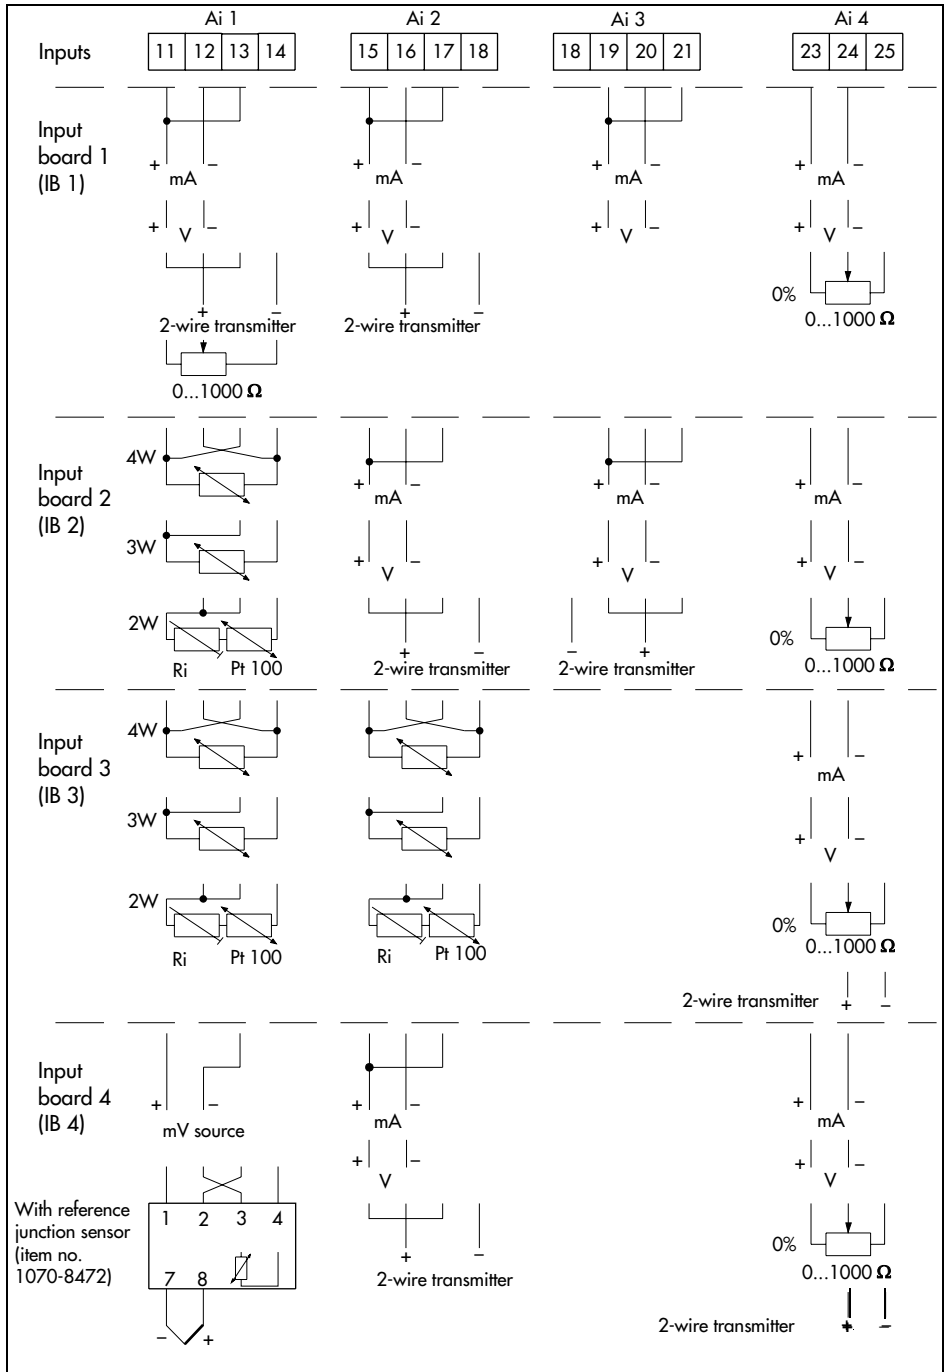 Ai 1 Ai 2 Ai 3 Ai 4
Inputs 11 12 13 14 15 16 17 18 18 19 20 21 23 24 25
Input
board 1
(IB 1)
+ − + − + − + −
mA mA mA mA
+ V − + V − + V − + V −
0%
0...1000 Ω
+ − + −
2-wire transmitter 2-wire transmitter
0...1000 Ω
Input
board 2
(IB 2)
4W
+ − + − + −
mA mA mA
3W
+ V − + V − + V −
2W
0%
0...1000 Ω
Ri Pt 100
+ − − +
2-wire transmitter 2-wire transmitter
Input
board 3
(IB 3)
4W
+ −
mA
3W
+ V −
2W
0%
0...1000 Ω
Ri Pt 100 Ri Pt 100
2-wire transmitter + −
Input
board 4
(IB 4)
+ − + − + −
mV source mA mA
+ V − + V −
With reference
junction sensor
(item no.
1070-8472)
1 2 3 4
7 8
− +
+ −
2-wire transmitter
0%
0...1000 Ω
2-wire transmitter + −